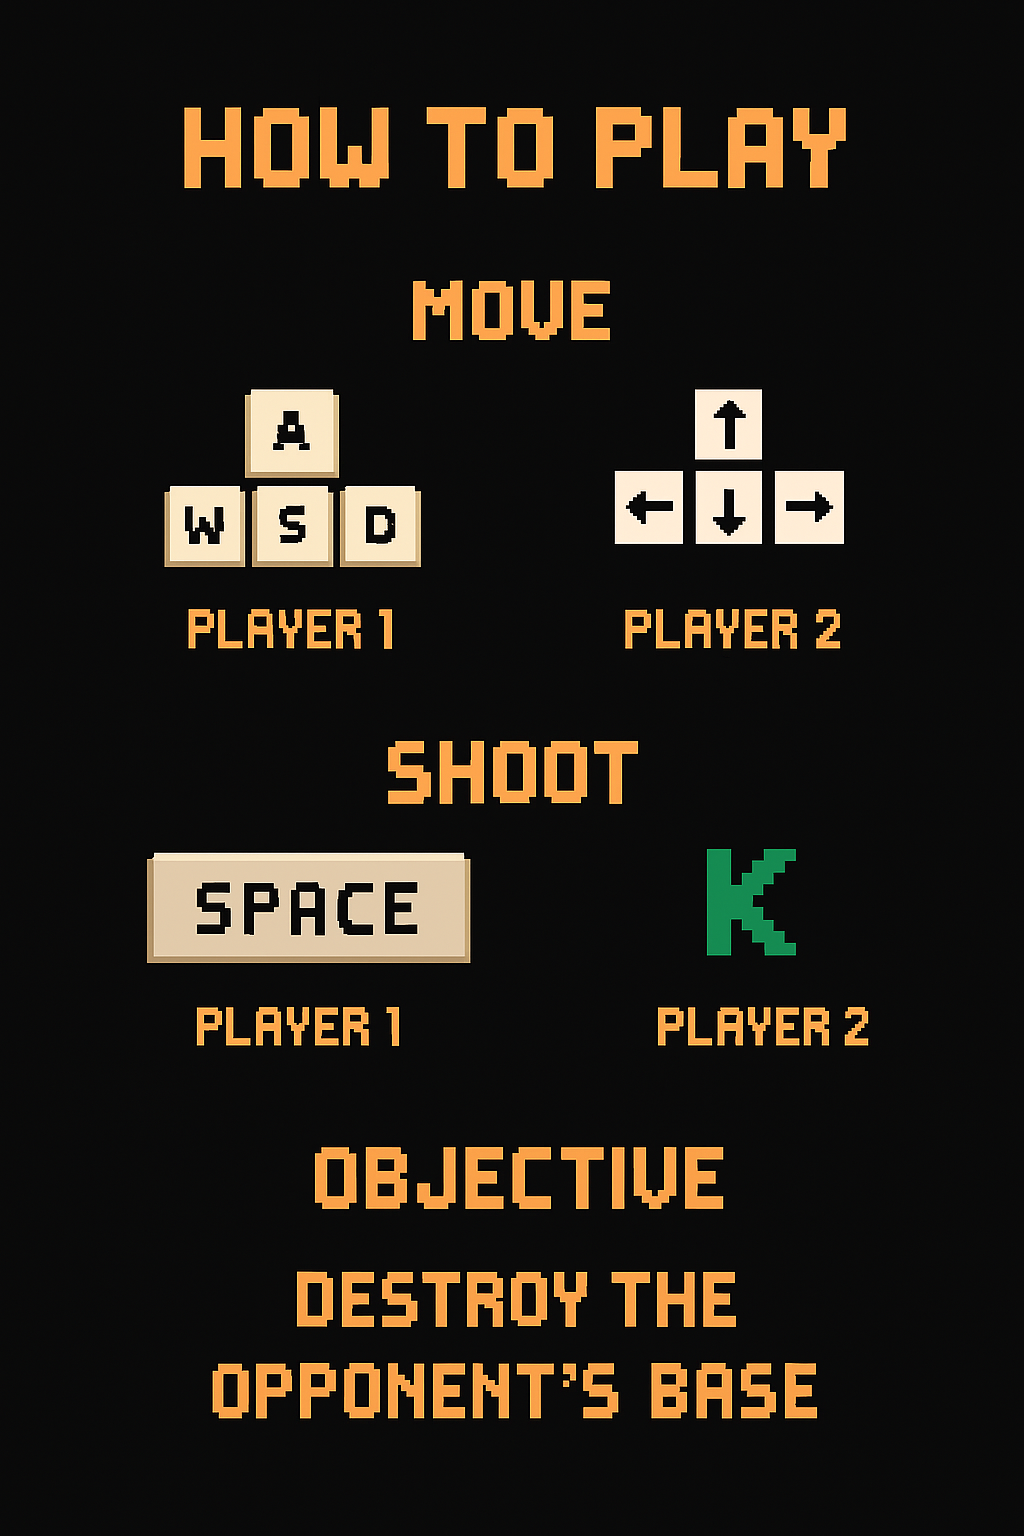 HOW TO PLAY
MOVE
A
↑
W S D
← ↓ →
PLAYER 1
PLAYER 2
SHOOT
SPACE
K
PLAYER 1
PLAYER 2
OBJECTIVE
DESTROY THE
OPPONENT'S BASE